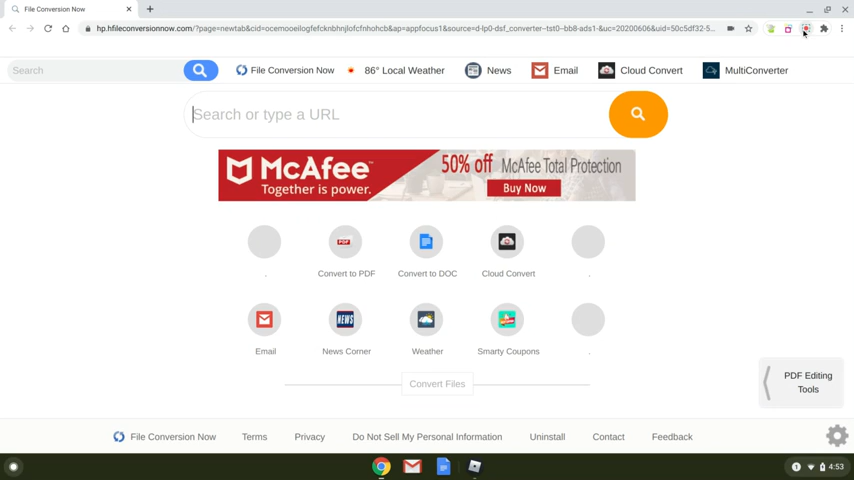 File Conversion Now
hp.hfileconversionnow.com/?page=newtab&cid=ocemooeilogfefcknbhnjlofcfnhohcb&ap=appfocus1&source=d-lp0-dsf_converter--tst0--bb8-ads1-&uc=20200606&uid=50c5df32-5...
Search
File Conversion Now
86° Local Weather
News
Email
Cloud Convert
MultiConverter
Search or type a URL
McAfee™
Together is power.
50% off McAfee Total Protection
Buy Now
PDF
. Convert to PDF Convert to DOC Cloud Convert .
NEWS
Email News Corner Weather Smarty Coupons .
PDF Editing
Tools
Convert Files
File Conversion Now Terms Privacy Do Not Sell My Personal Information Uninstall Contact Feedback
1 4:53